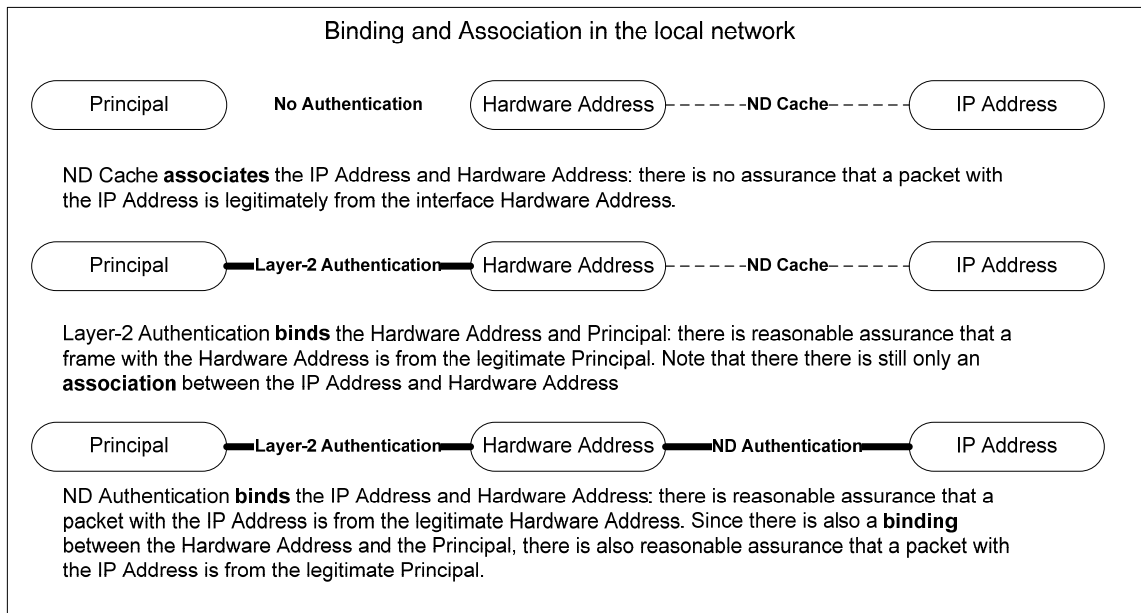 Binding and Association in the local network
Principal No Authentication Hardware Address ND Cache IP Address
ND Cache associates the IP Address and Hardware Address: there is no assurance that a packet with
the IP Address is legitimately from the interface Hardware Address.
Principal Layer-2 Authentication Hardware Address ND Cache IP Address
Layer-2 Authentication binds the Hardware Address and Principal: there is reasonable assurance that a
frame with the Hardware Address is from the legitimate Principal. Note that there there is still only an
association between the IP Address and Hardware Address
Principal Layer-2 Authentication Hardware Address ND Authentication IP Address
ND Authentication binds the IP Address and Hardware Address: there is reasonable assurance that a
packet with the IP Address is from the legitimate Hardware Address. Since there is also a binding
between the Hardware Address and the Principal, there is also reasonable assurance that a packet with
the IP Address is from the legitimate Principal.